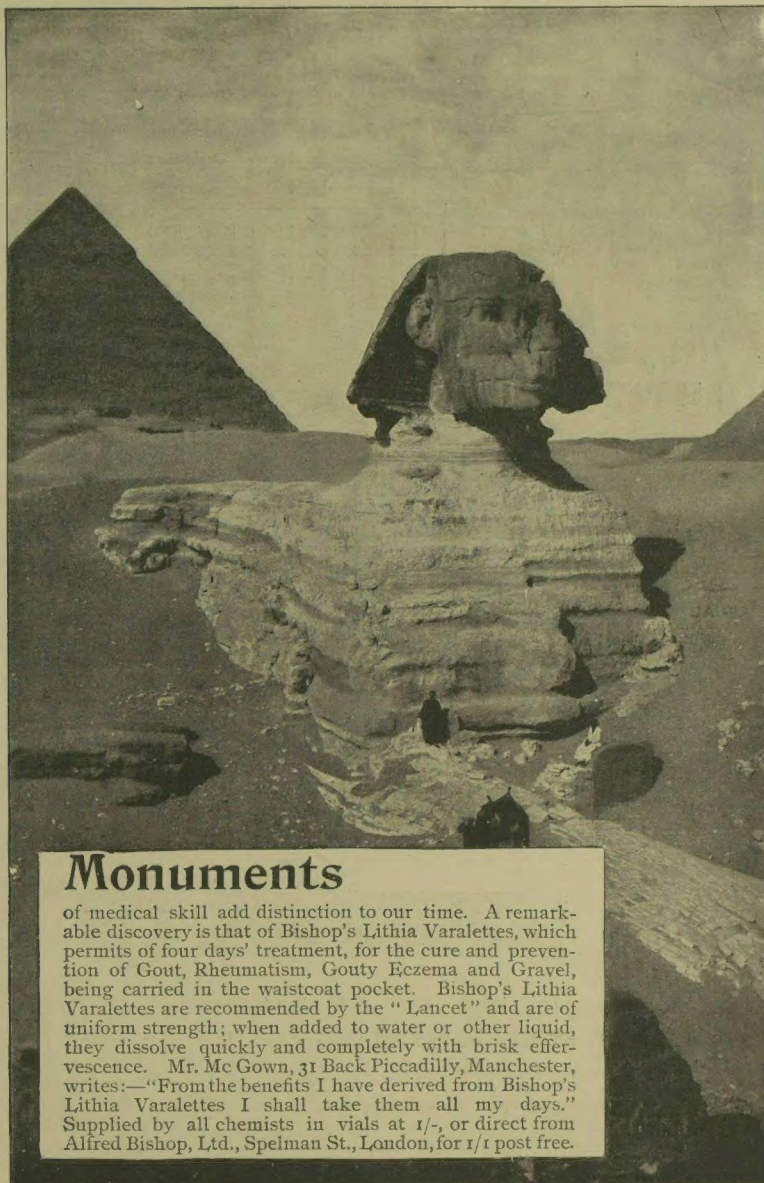 Monuments
of medical skill add distinction to our time. A remark-
able discovery is that of Bishop's Lithia Varalettes, which
permits of four days' treatment, for the cure and preven-
tion of Gout, Rheumatism, Gouty Eczema and Gravel,
being carried in the waistcoat pocket. Bishop's Lithia
Varalettes are recommended by the "Lancet" and are of
uniform strength; when added to water or other liquid,
they dissolve quickly and completely with brisk effer-
vescence. Mr. Mc Gown, 31 Back Piccadilly, Manchester,
writes:—"From the benefits I have derived from Bishop's
Lithia Varalettes I shall take them all my days."
Supplied by all chemists in vials at 1/-, or direct from
Alfred Bishop, Ltd., Spelman St., London, for 1/1 post free.